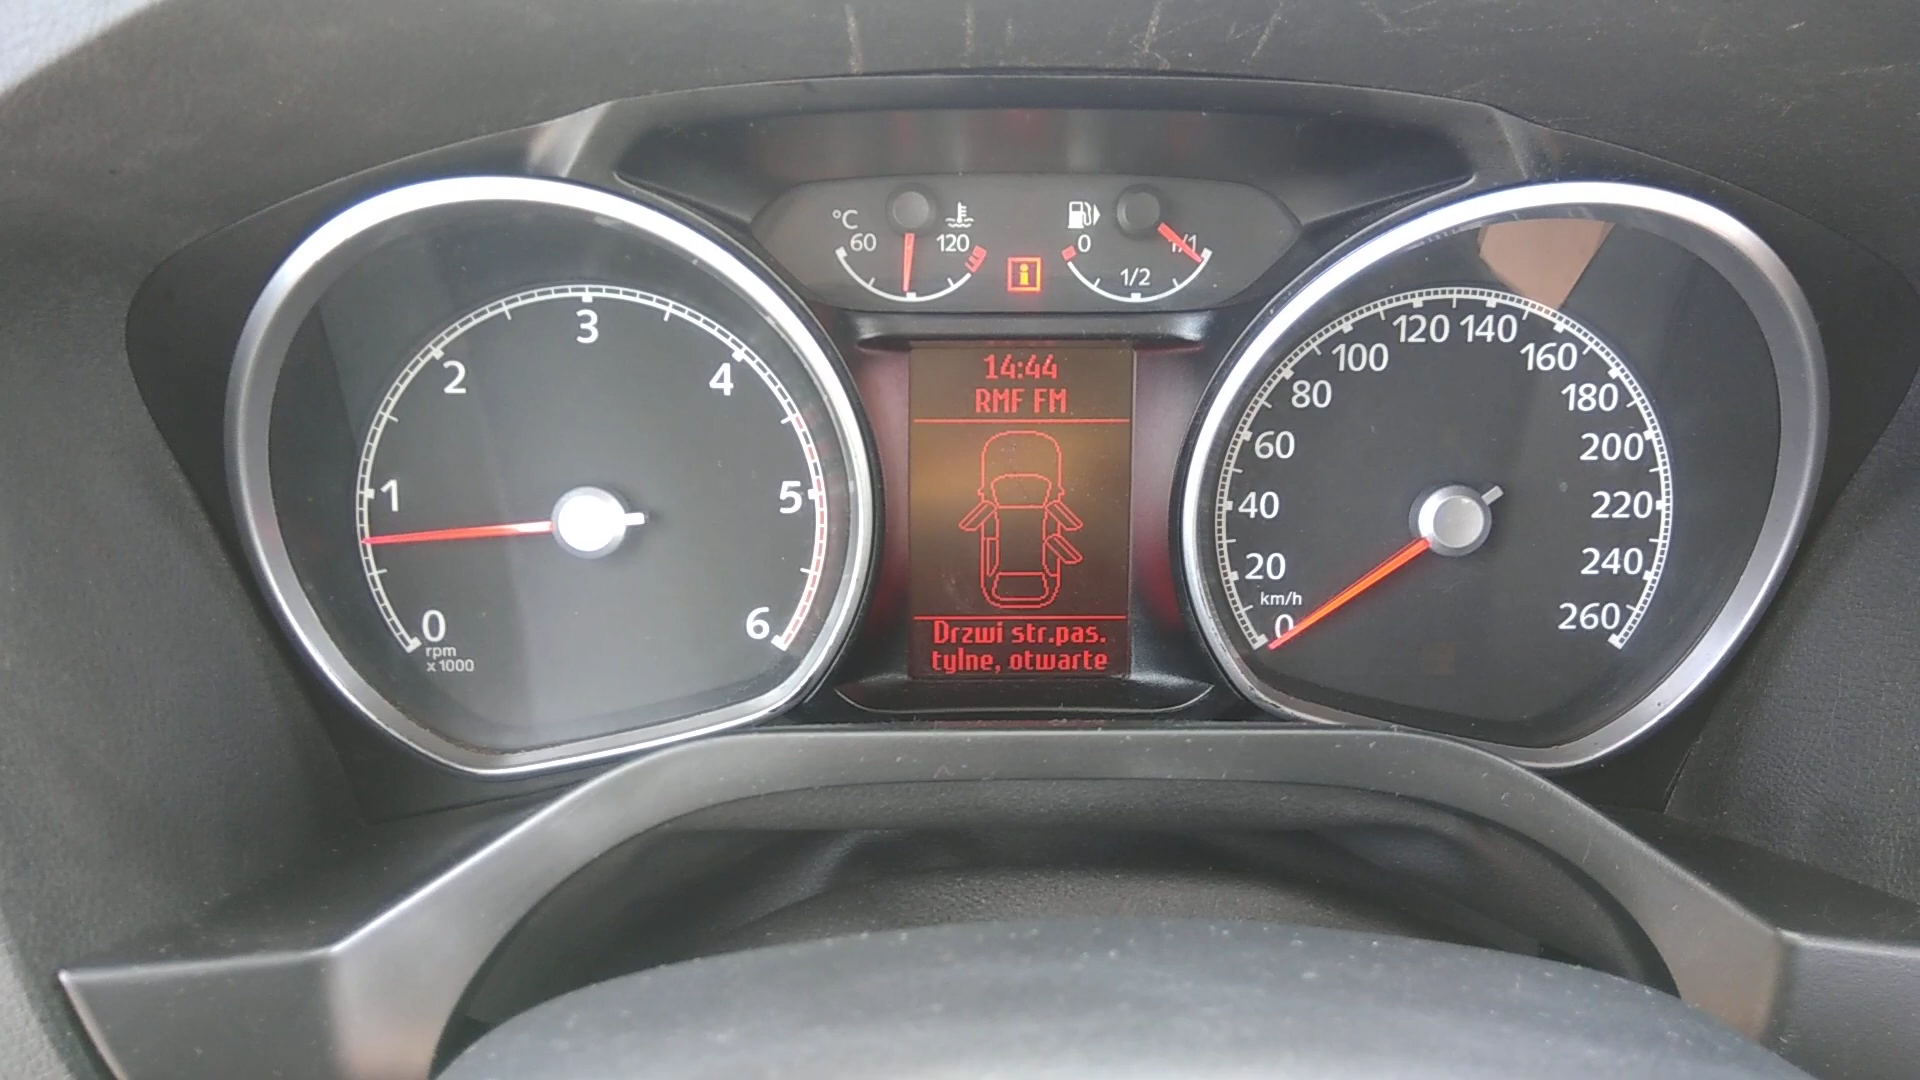 °C
60 120
0 1/2 1/1
0 1 2 3 4 5 6
rpm
x1000
14:44
RMF FM
Drzwi str.pas.
tylne, otwarte
0 20 40 60 80 100 120 140 160 180 200 220 240 260
km/h